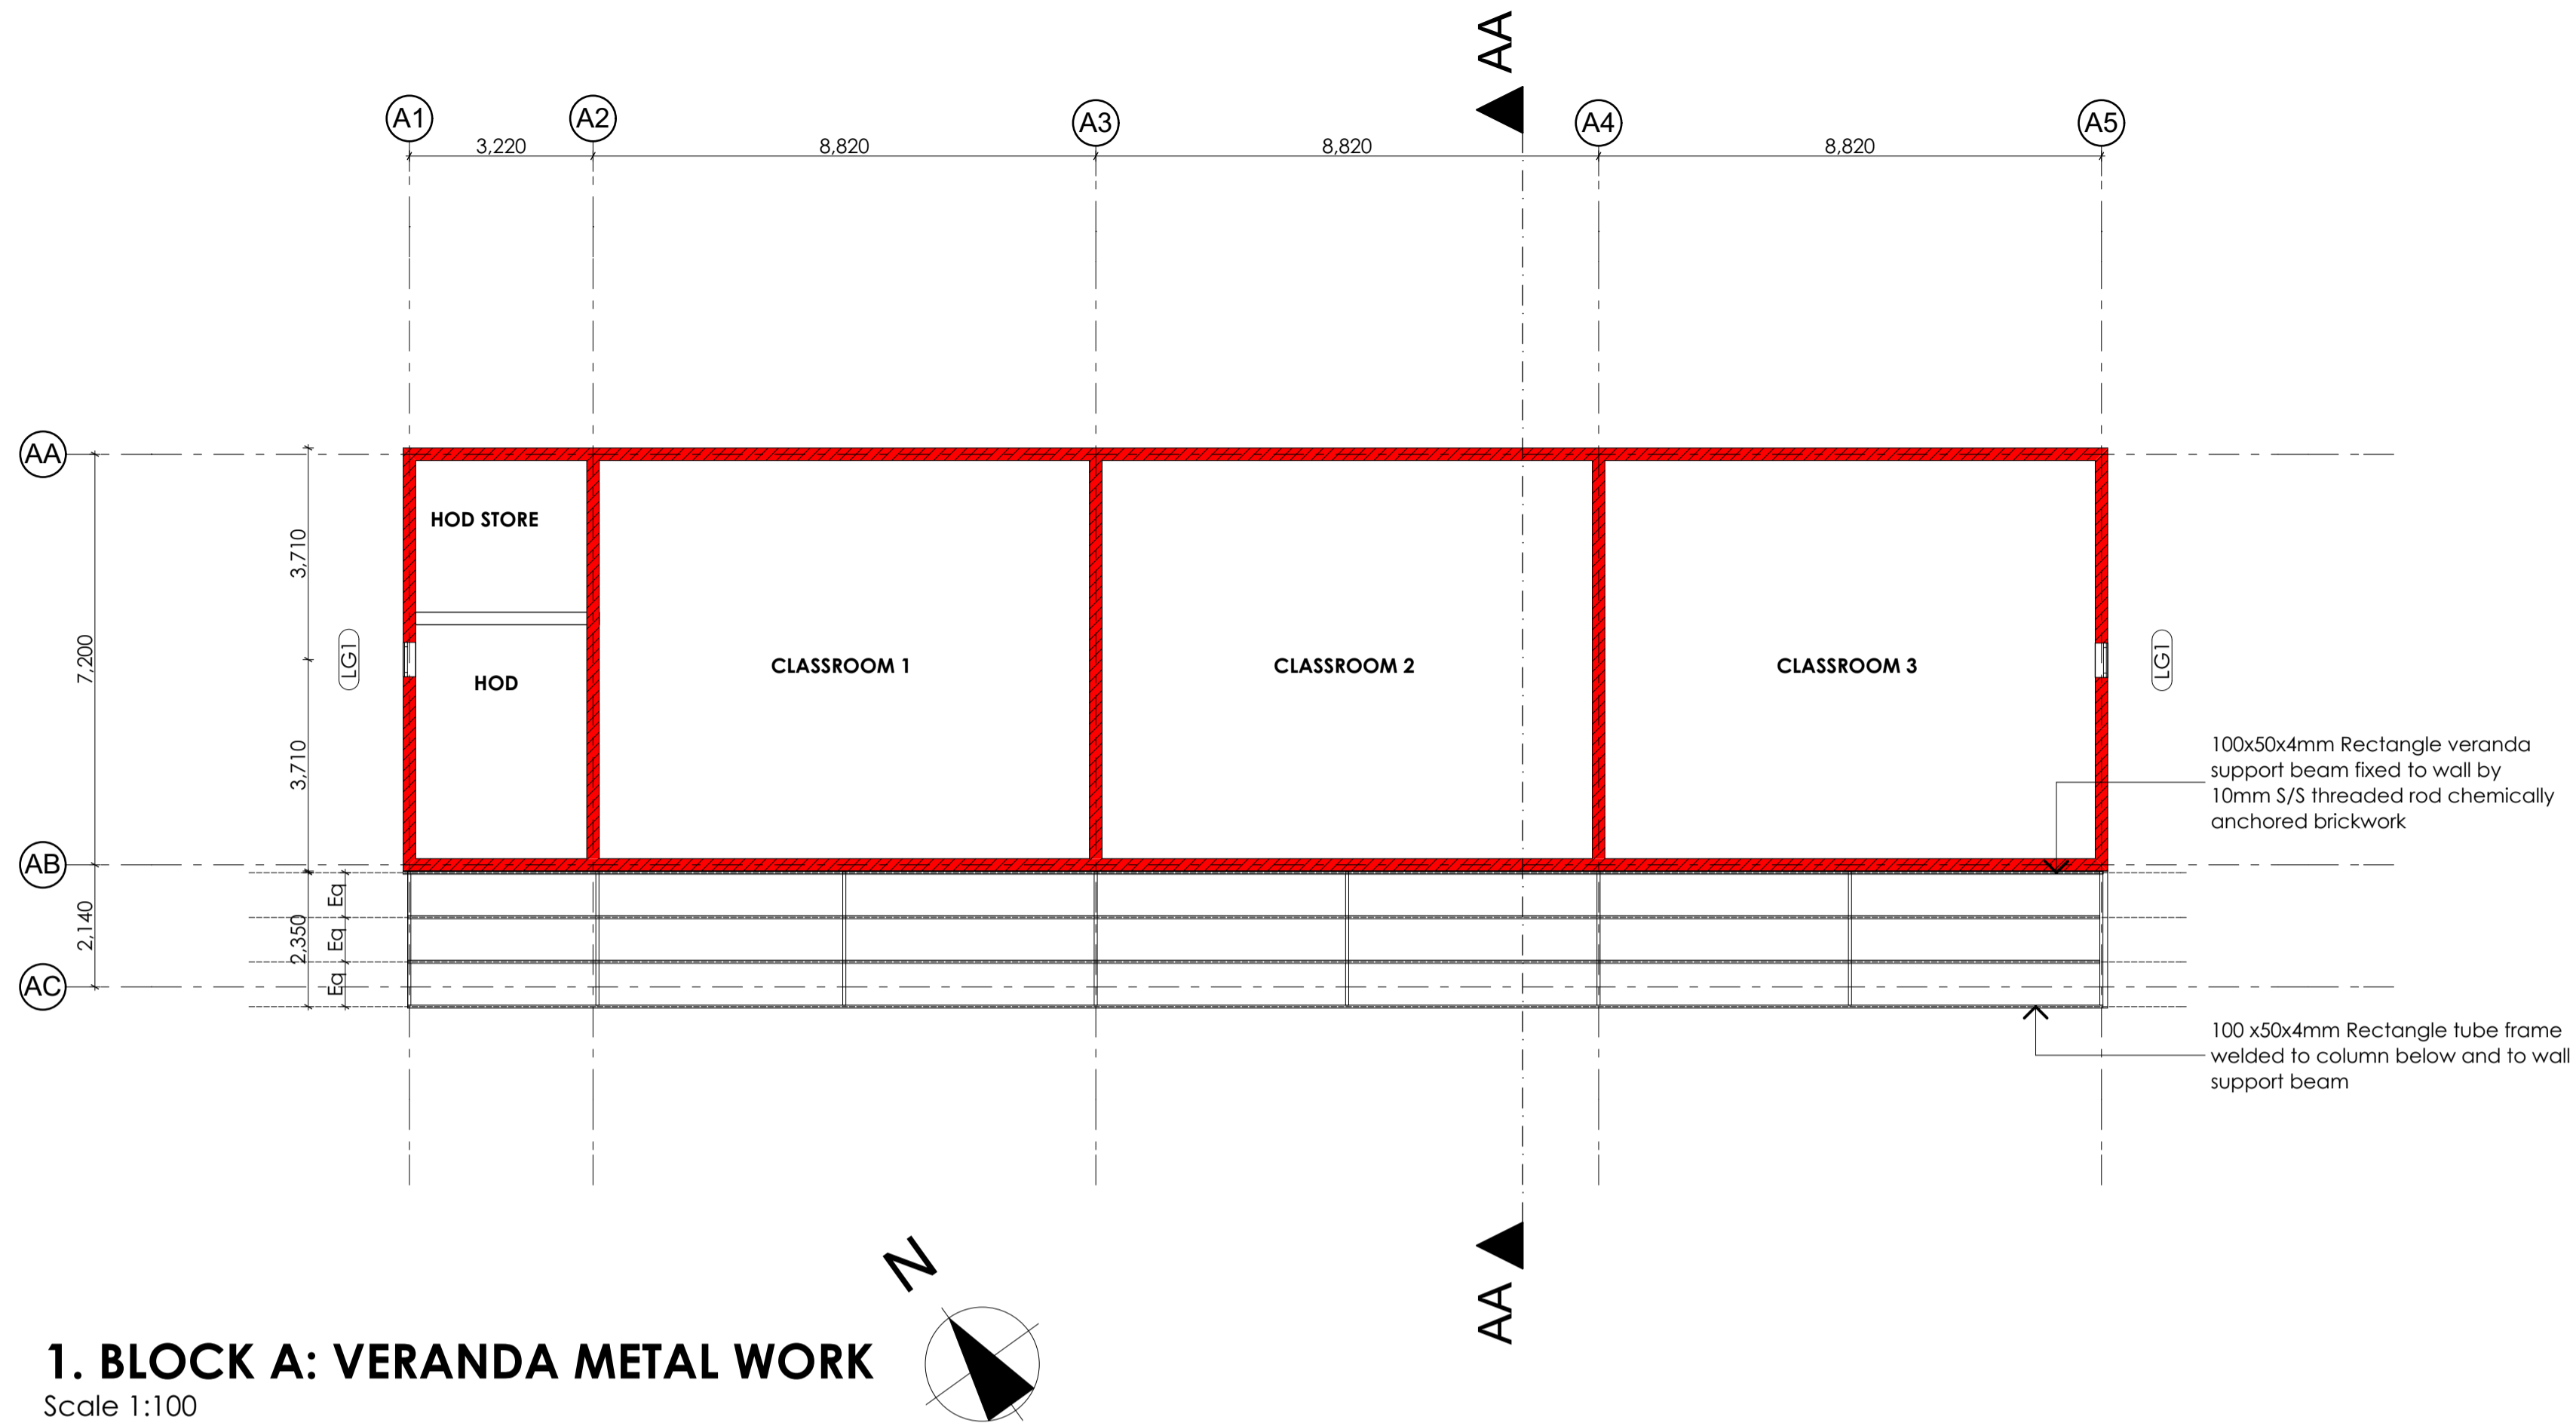 AA
A1
A2
A3
A4
A5
3,220
8,820
8,820
8,820
AA
HOD STORE
3,710
7,200
LG1
HOD
CLASSROOM 1
CLASSROOM 2
CLASSROOM 3
LG1
3,710
100x50x4mm Rectangle veranda
support beam fixed to wall by
10mm S/S threaded rod chemically
anchored brickwork
AB
2,140
2,350
Eq
Eq
Eq
AC
100 x50x4mm Rectangle tube frame
welded to column below and to wall
support beam
N
AA
1. BLOCK A: VERANDA METAL WORK
Scale 1:100